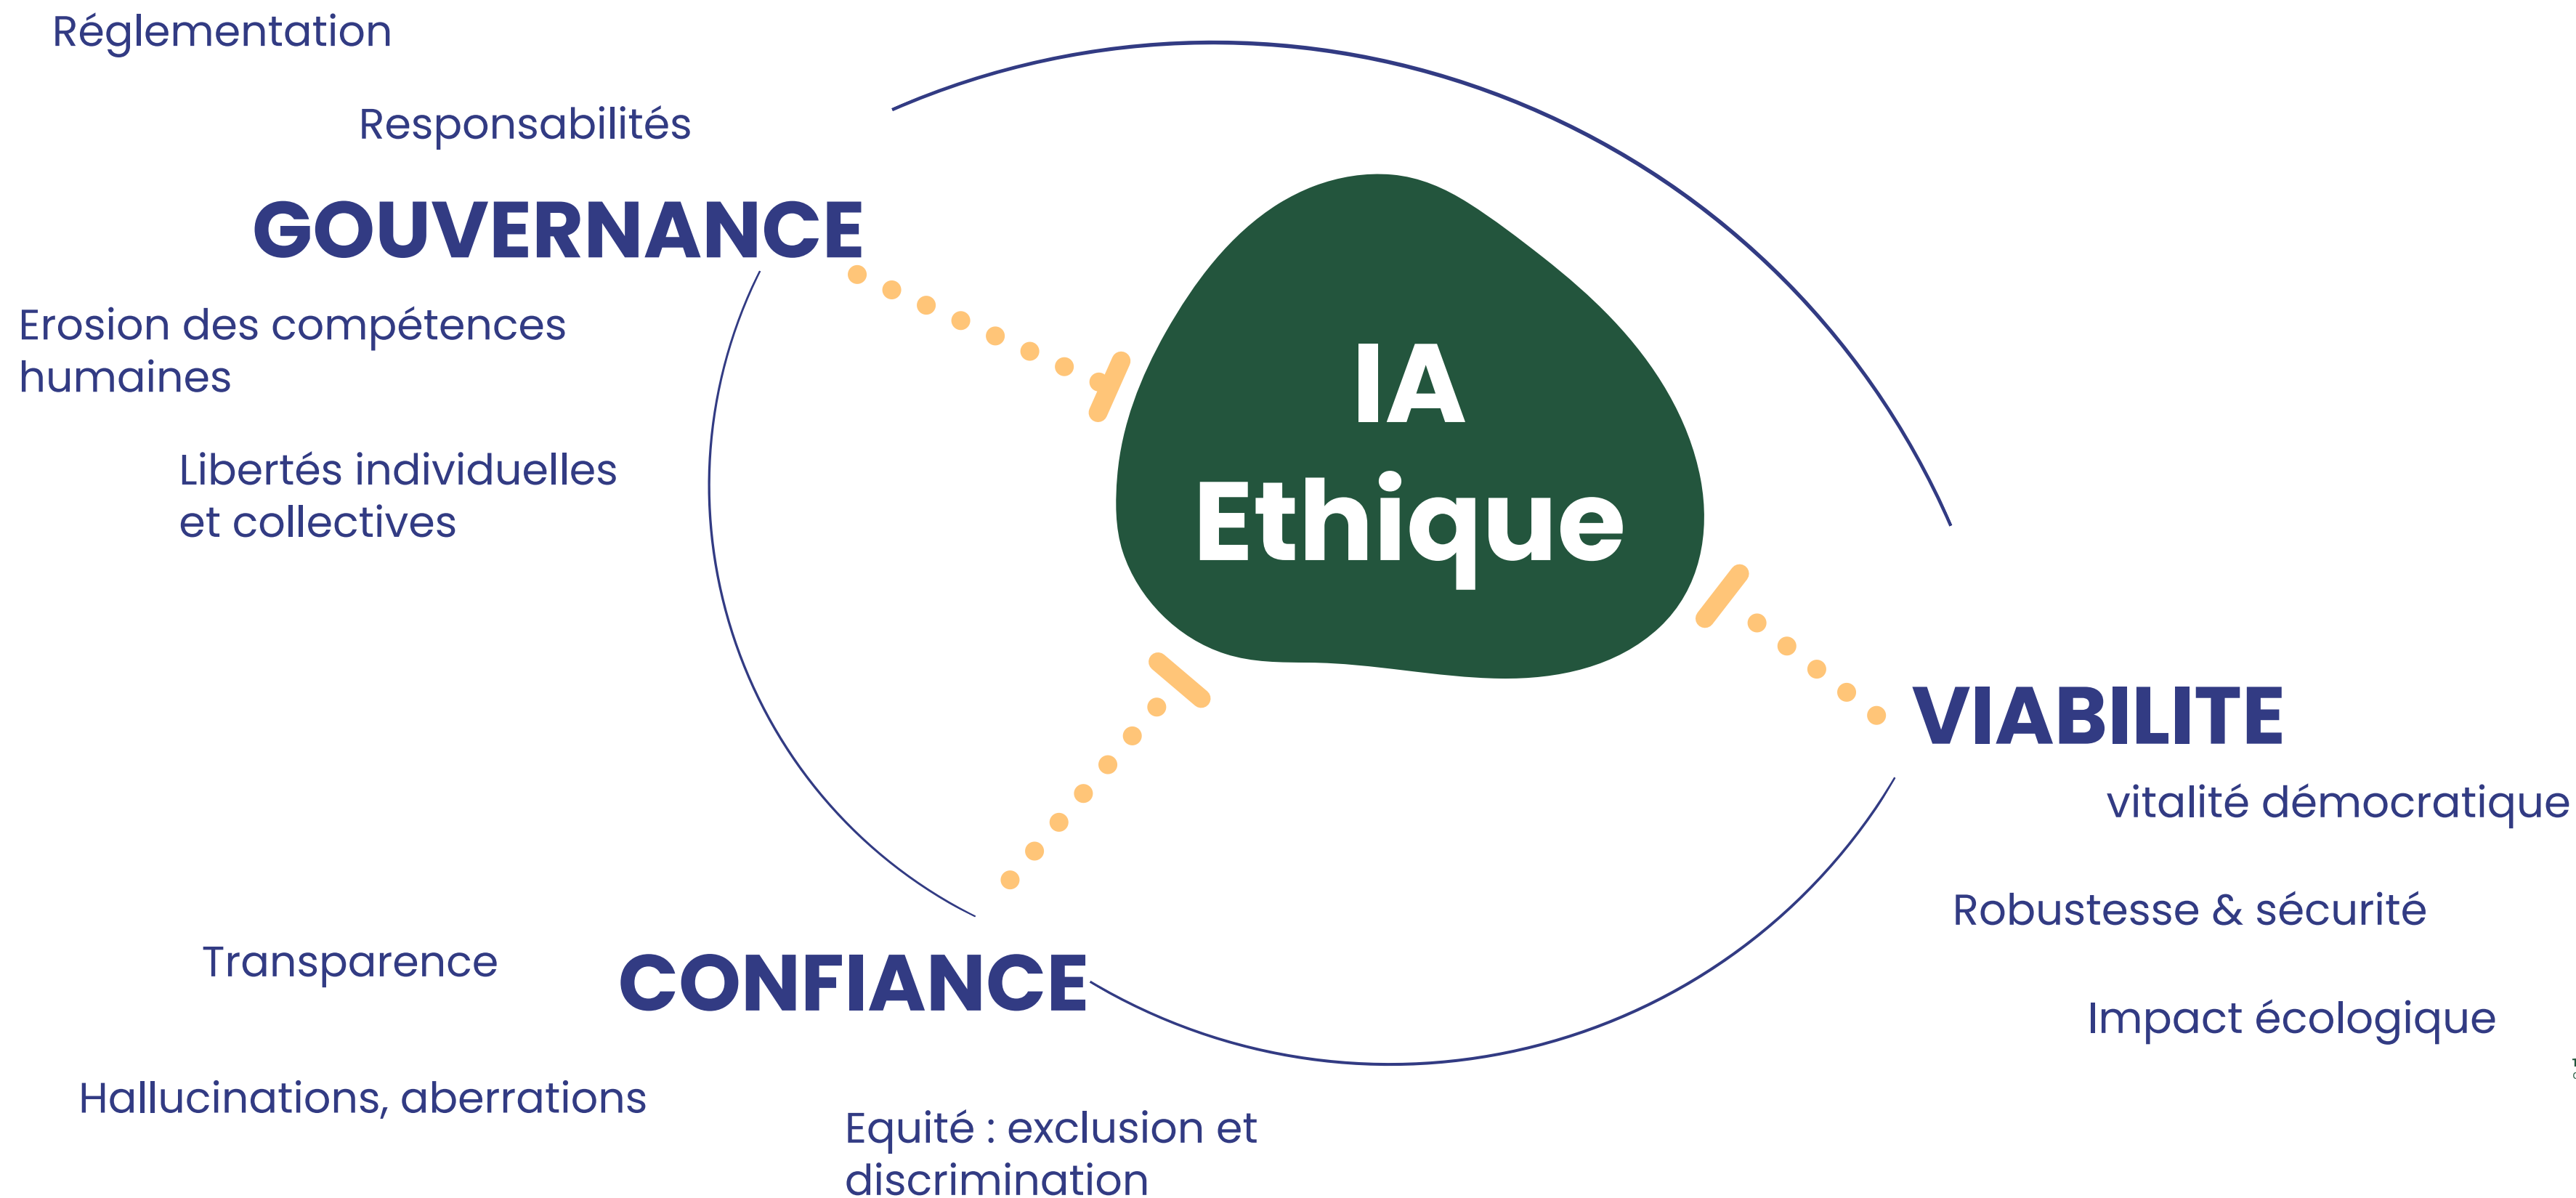 Réglementation
Responsabilités
GOUVERNANCE
Erosion des compétences
humaines
Libertés individuelles
et collectives
IA
Ethique
VIABILITE
vitalité démocratique
Robustesse & sécurité
Impact écologique
Transparence
CONFIANCE
Hallucinations, aberrations
Equité : exclusion et
discrimination